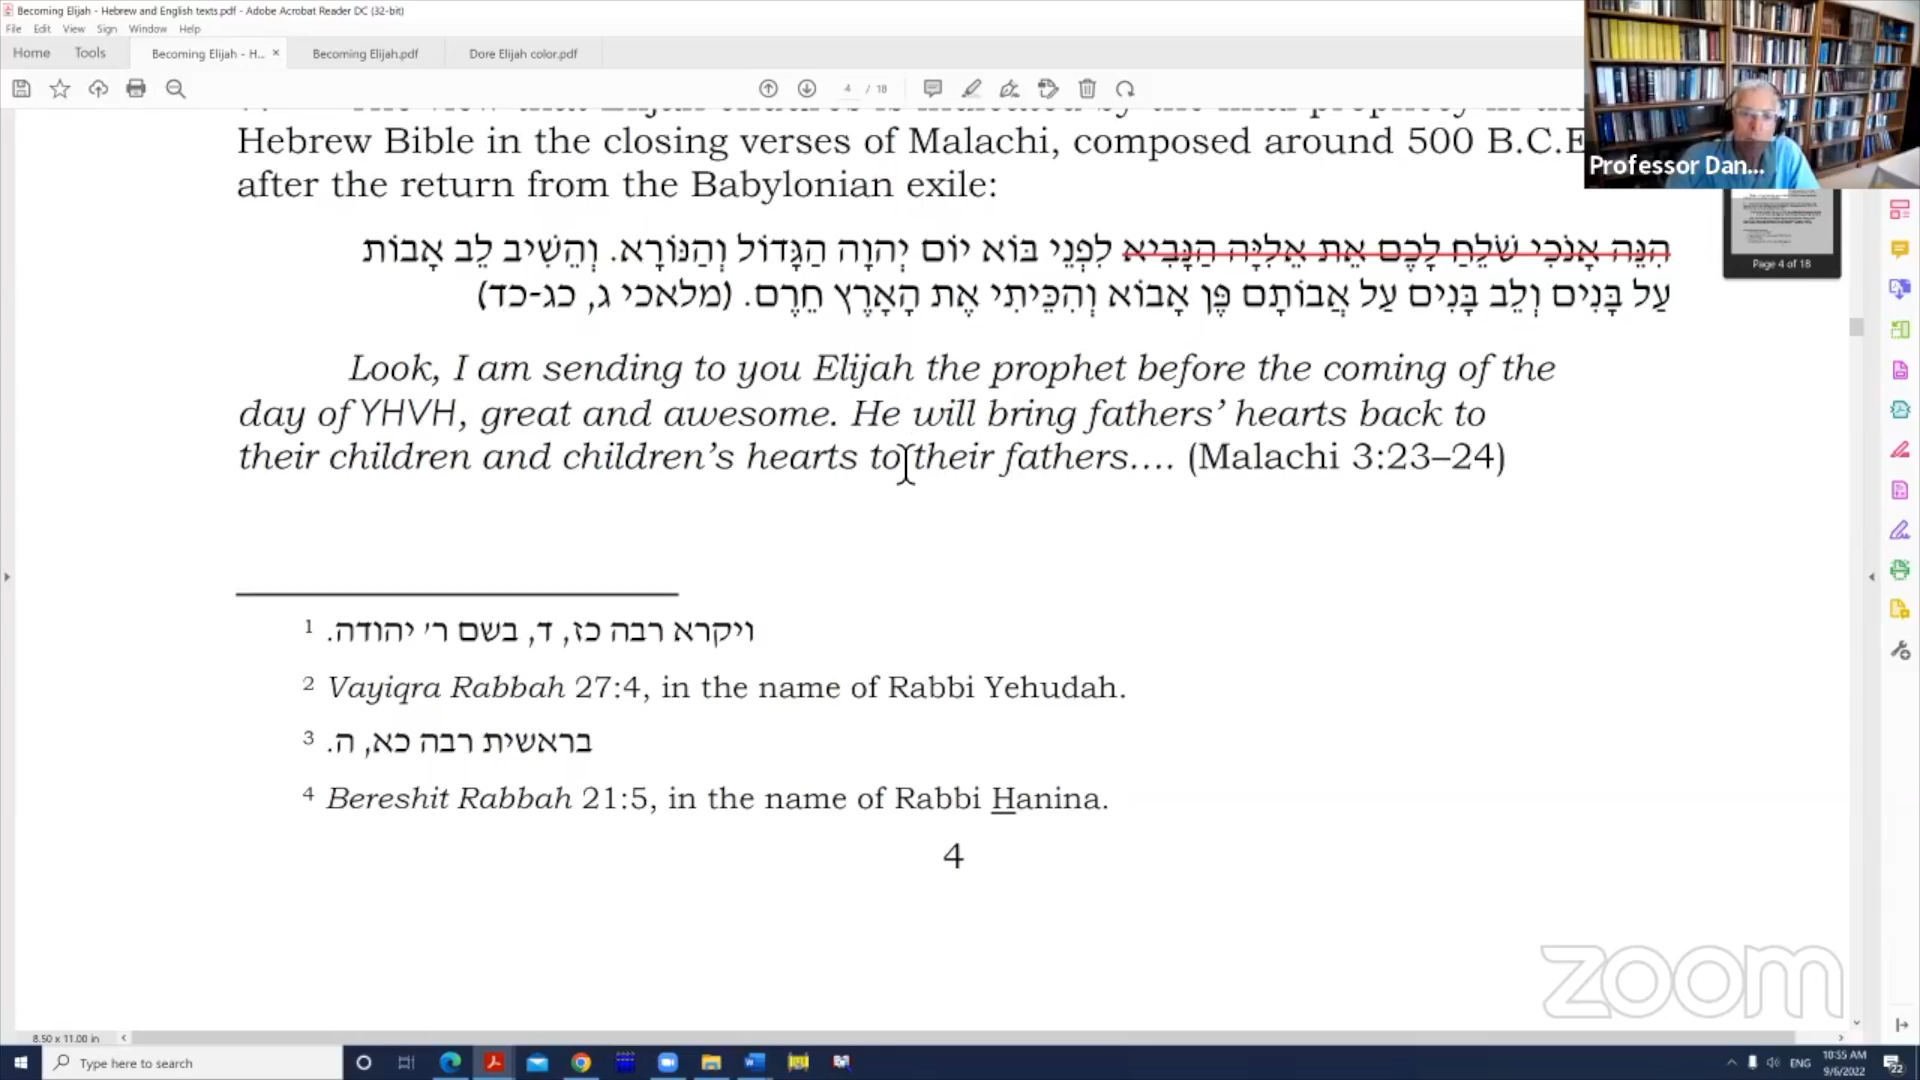 Becoming Elijah - Hebrew and English texts.pdf - Adobe Acrobat Reader DC (32-bit)
File Edit View Sign Window Help
Home Tools Becoming Elijah - H... × Becoming Elijah.pdf Dore Elijah color.pdf
4 / 18
Professor Dan...
Hebrew Bible in the closing verses of Malachi, composed around 500 B.C.E
after the return from the Babylonian exile:
הִנֵּה אָנֹכִי שֹׁלֵחַ לָכֶם אֵת אֵלִיָּה הַנָּבִיא לִפְנֵי בּוֹא יוֹם יְהוָה הַגָּדוֹל וְהַנּוֹרָא. וְהֵשִׁיב לֵב אָבוֹת
עַל בָּנִים וְלֵב בָּנִים עַל אֲבוֹתָם פֶּן אָבוֹא וְהִכֵּיתִי אֶת הָאָרֶץ חֵרֶם. (מלאכי ג, כג-כד)
Page 4 of 18
Look, I am sending to you Elijah the prophet before the coming of the
day of YHVH, great and awesome. He will bring fathers’ hearts back to
their children and children’s hearts to their fathers…. (Malachi 3:23–24)
1 ויקרא רבה כז, ד, בשם ר׳ יהודה.
2 Vayiqra Rabbah 27:4, in the name of Rabbi Yehudah.
3 בראשית רבה כא, ה.
4 Bereshit Rabbah 21:5, in the name of Rabbi Hanina.
4
zoom
8.50 x 11.00 in
Type here to search
ENG
10:55 AM
9/6/2022
22